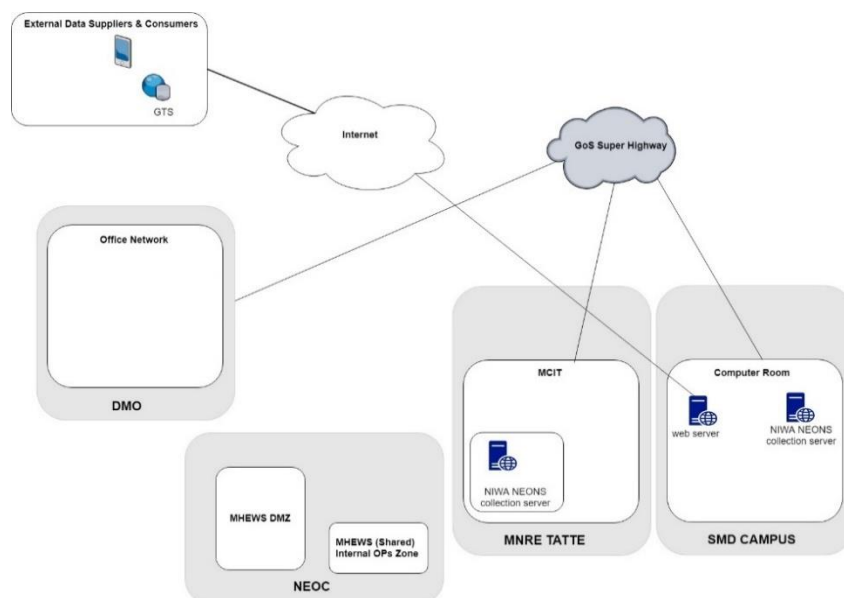 External Data Suppliers & Consumers
GTS
Internet
GoS Super Highway
Office Network
DMO
MCIT
NIWA NEONS
collection server
MNRE TATTE
Computer Room
web server
NIWA NEONS
collection server
SMD CAMPUS
MHEWS DMZ
MHEWS (Shared)
Internal OPs Zone
NEOC